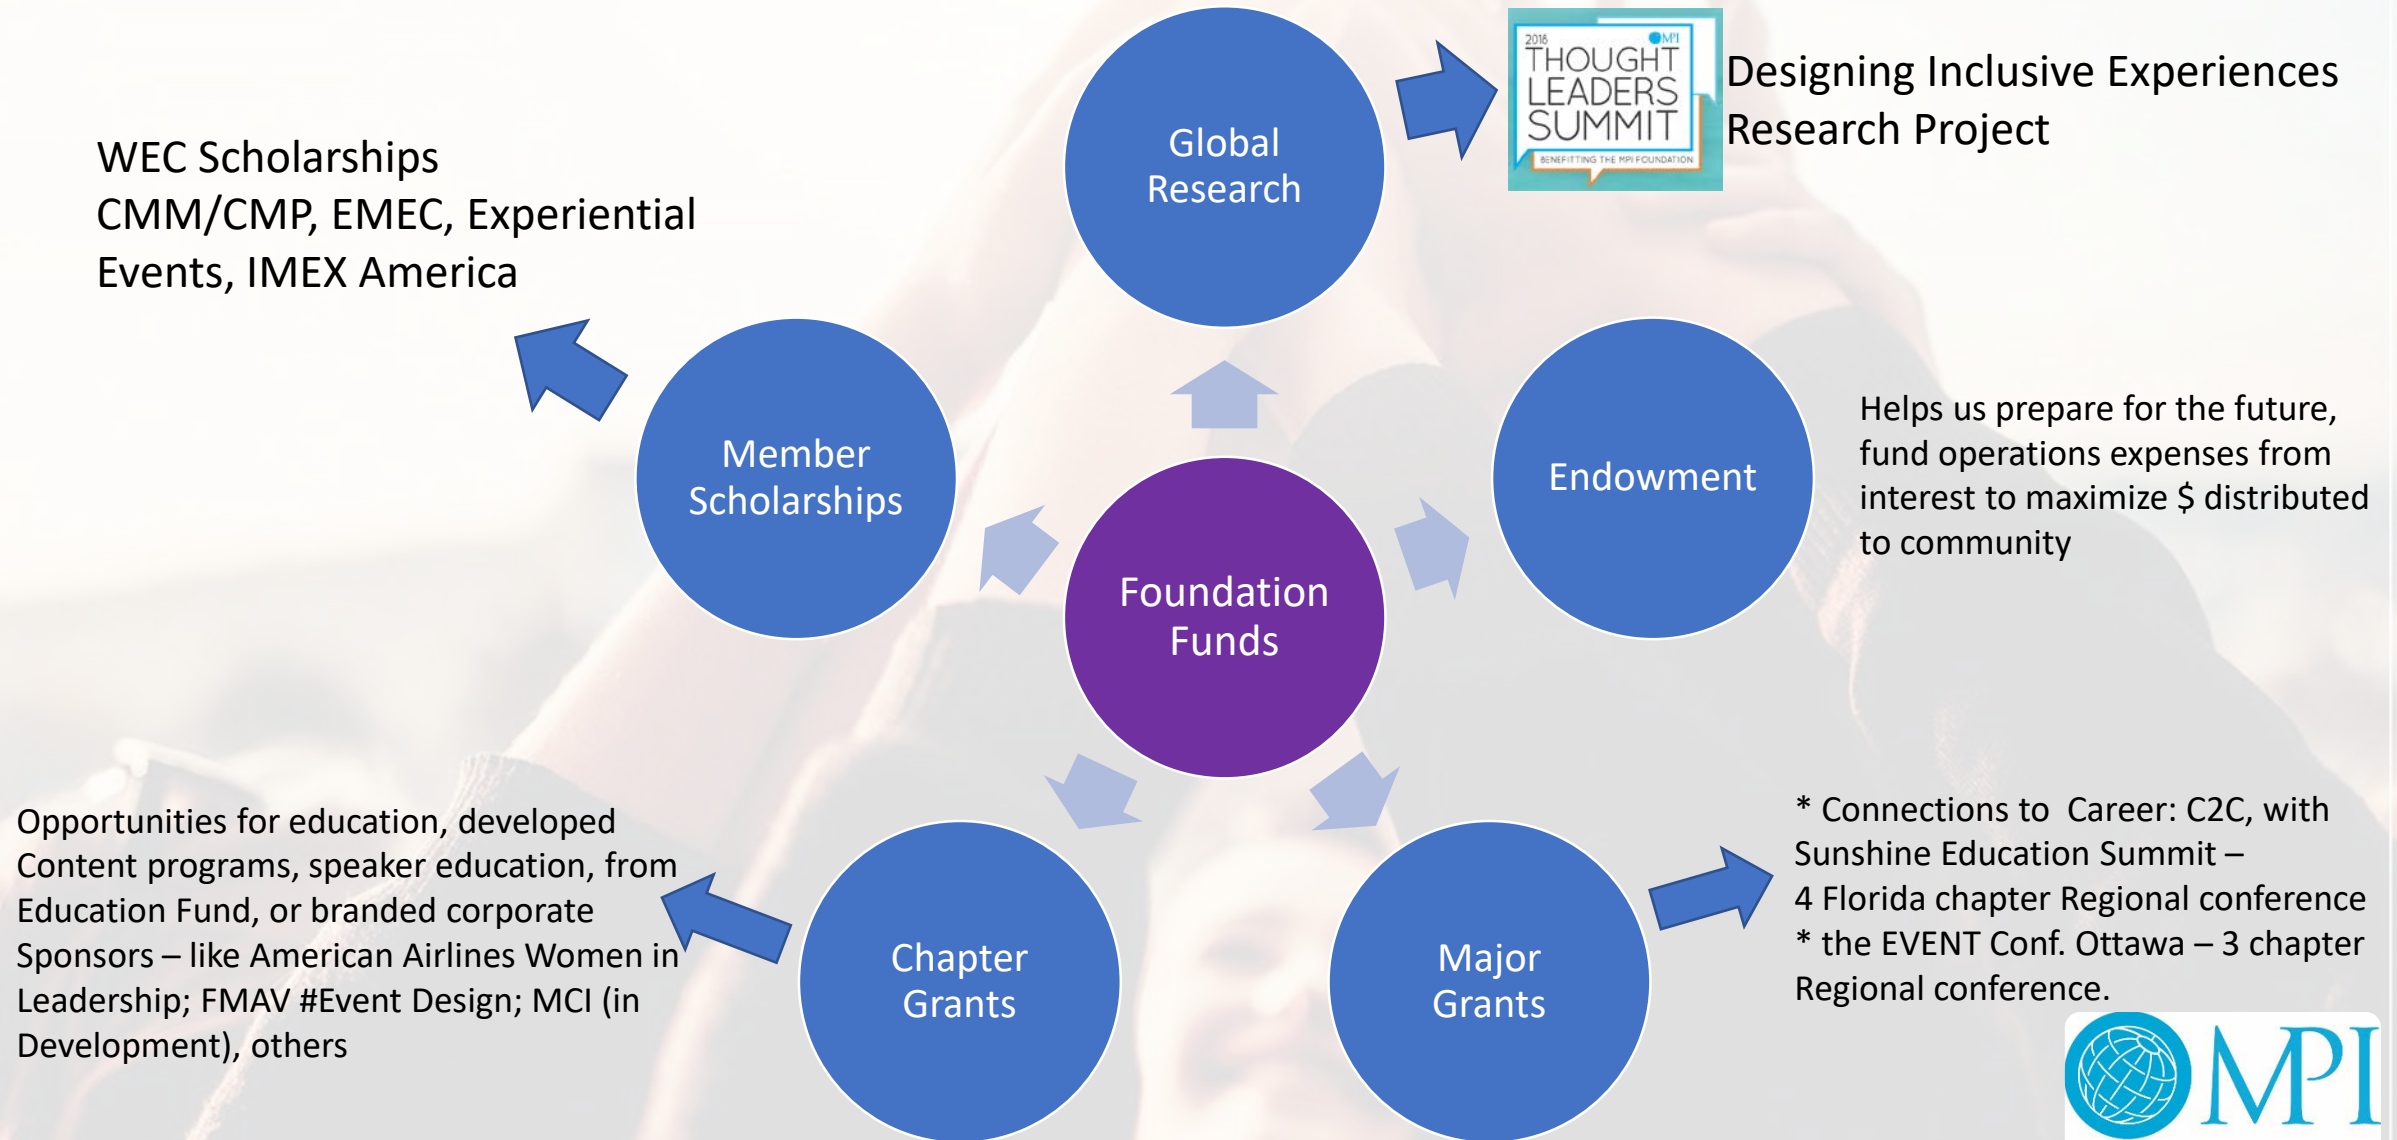 Global
Research
2018 MPI
THOUGHT
LEADERS
SUMMIT
BENEFITTING THE MPI FOUNDATION
Designing Inclusive Experiences
Research Project
WEC Scholarships
CMM/CMP, EMEC, Experiential
Events, IMEX America
Member
Scholarships
Endowment
Helps us prepare for the future,
fund operations expenses from
interest to maximize $ distributed
to community
Foundation
Funds
Opportunities for education, developed
Content programs, speaker education, from
Education Fund, or branded corporate
Sponsors – like American Airlines Women in
Leadership; FMAV #Event Design; MCI (in
Development), others
Chapter
Grants
Major
Grants
* Connections to  Career: C2C, with
Sunshine Education Summit –
4 Florida chapter Regional conference
* the EVENT Conf. Ottawa – 3 chapter
Regional conference.
MPI